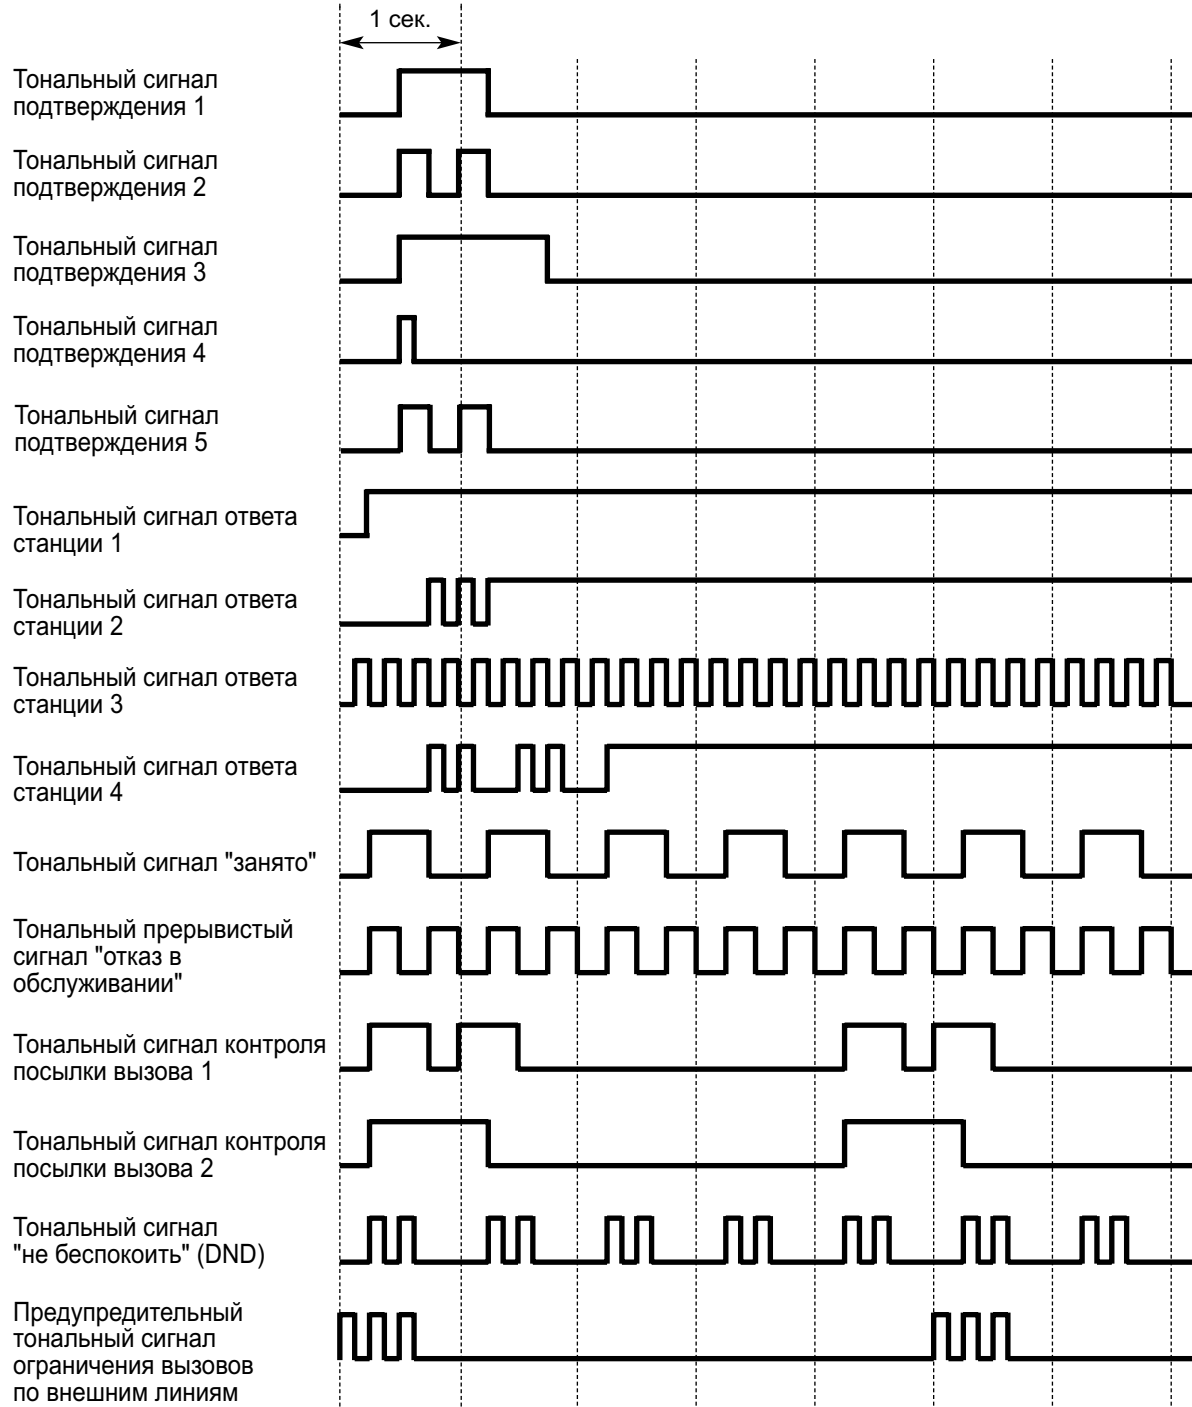 1 сек.
Тональный сигнал
подтверждения 1
Тональный сигнал
подтверждения 2
Тональный сигнал
подтверждения 3
Тональный сигнал
подтверждения 4
Тональный сигнал
подтверждения 5
Тональный сигнал ответа
станции 1
Тональный сигнал ответа
станции 2
Тональный сигнал ответа
станции 3
Тональный сигнал ответа
станции 4
Тональный сигнал "занято"
Тональный прерывистый
сигнал "отказ в
обслуживании"
Тональный сигнал контроля
посылки вызова 1
Тональный сигнал контроля
посылки вызова 2
Тональный сигнал
"не беспокоить" (DND)
Предупредительный
тональный сигнал
ограничения вызовов
по внешним линиям